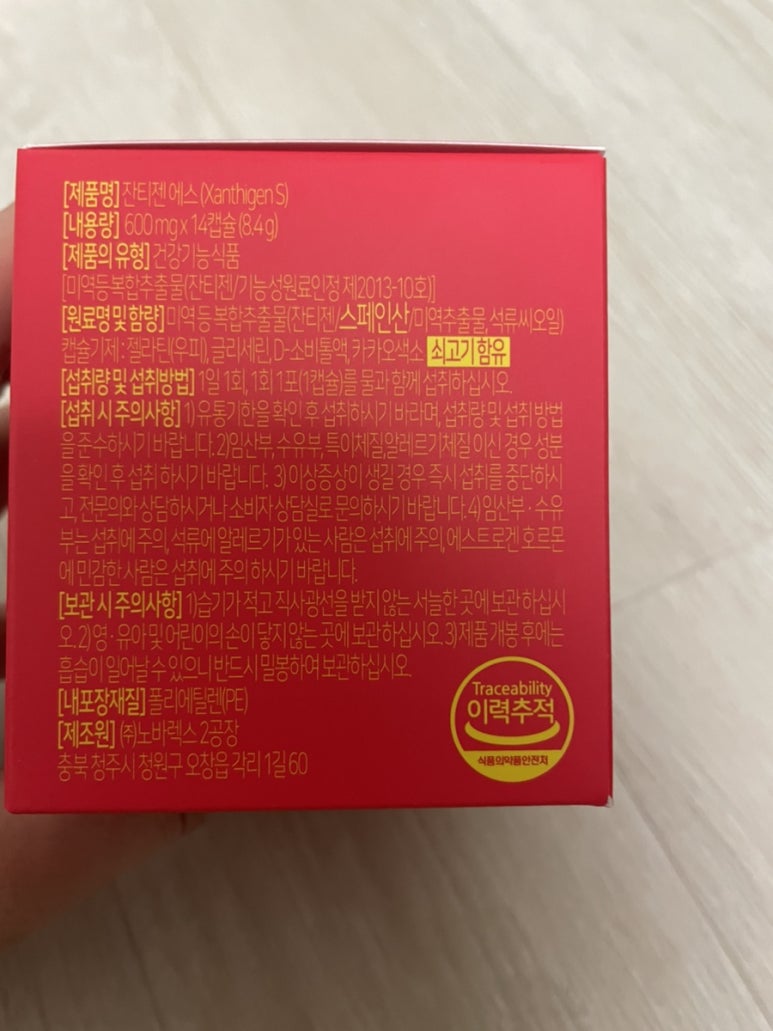 [제품명] 잔티젠 에스 (Xanthigen S)
[내용량] 600 mg x 14캡슐 (8.4 g)
[제품의 유형] 건강기능식품
[미역등복합추출물(잔티젠/기능성원료인정 제2013-10호)]
[원료명 및 함량] 미역 등 복합추출물(잔티젠/스페인산/미역추출물, 석류씨오일)
캡슐기제 : 젤라틴(우피), 글리세린, D-소비톨액, 카카오색소 쇠고기 함유
[섭취량 및 섭취방법] 1일 1회, 1회 1포(1캡슐)를 물과 함께 섭취하십시오.
[섭취 시 주의사항] 1) 유통기한을 확인 후 섭취하시기 바라며, 섭취량 및 섭취 방법
을 준수하시기 바랍니다. 2)임산부, 수유부, 특이체질,알레르기체질 이신 경우 성분
을 확인 후 섭취 하시기 바랍니다. 3) 이상증상이 생길 경우 즉시 섭취를 중단하시
고, 전문의와 상담하시거나 소비자 상담실로 문의하시기 바랍니다. 4) 임산부 · 수유
부는 섭취에 주의, 석류에 알레르기가 있는 사람은 섭취에 주의, 에스트로겐 호르몬
에 민감한 사람은 섭취에 주의 하시기 바랍니다.
[보관 시 주의사항] 1)습기가 적고 직사광선을 받지 않는 서늘한 곳에 보관 하십시
오. 2) 영 · 유아 및 어린이의 손이 닿지 않는 곳에 보관 하십시오. 3) 제품 개봉 후에는
흡습이 일어날 수 있으니 반드시 밀봉하여 보관하십시오.
[내포장재질] 폴리에틸렌(PE)
[제조원] ㈜노바렉스 2공장
충북 청주시 청원구 오창읍 각리 1길 60
Traceability
이력추적
식품의약품안전처